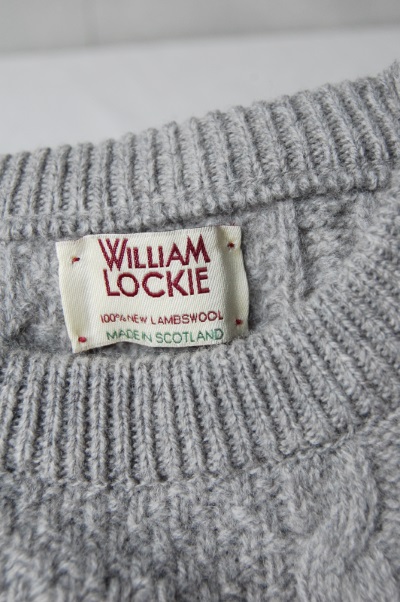 WILLIAM
LOCKIE
100% NEW LAMBSWOOL
MADE IN SCOTLAND